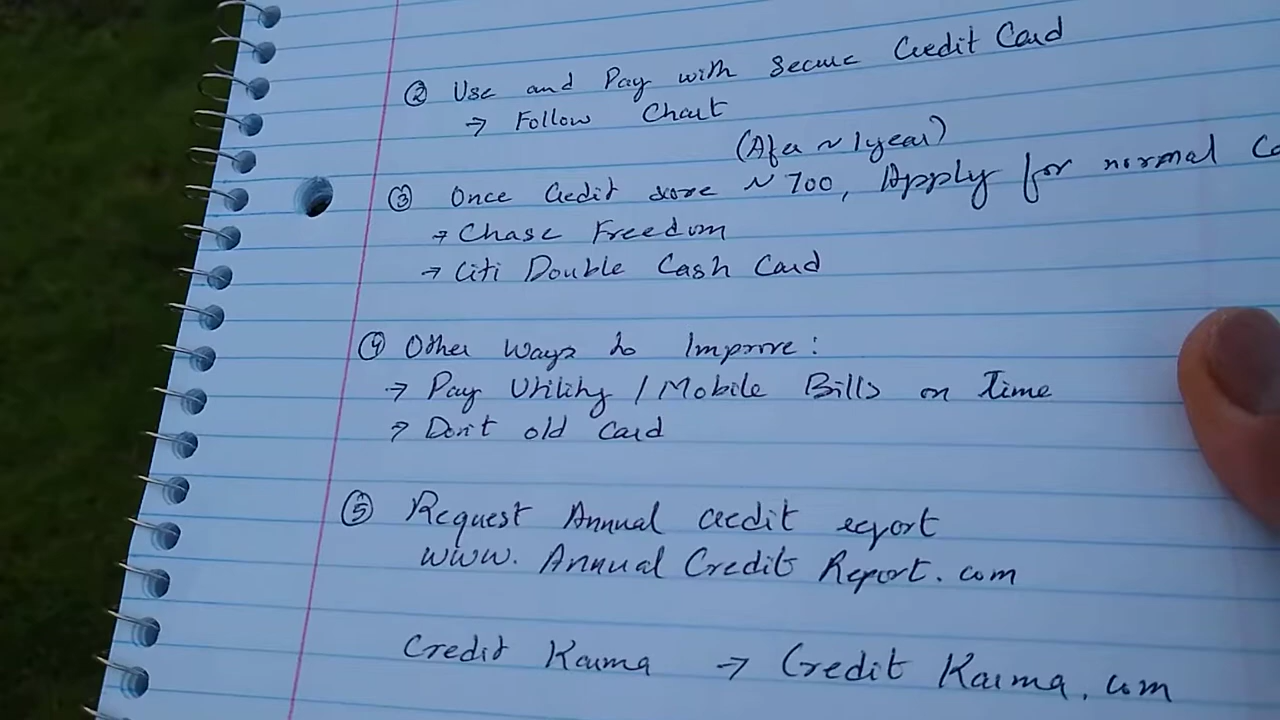 ② Use and Pay with Secure Credit Card
→ Follow Chart
(After ~ 1 year)
③ Once Credit score ~ 700, Apply for normal
→ Chase Freedom
→ Citi Double Cash Card
④ Other Ways to Improve:
→ Pay Utility / Mobile Bills on Time
→ Don't old Card
⑤ Request Annual credit report
www. Annual Credit Report. com
Credit Karma → Credit Karma. com